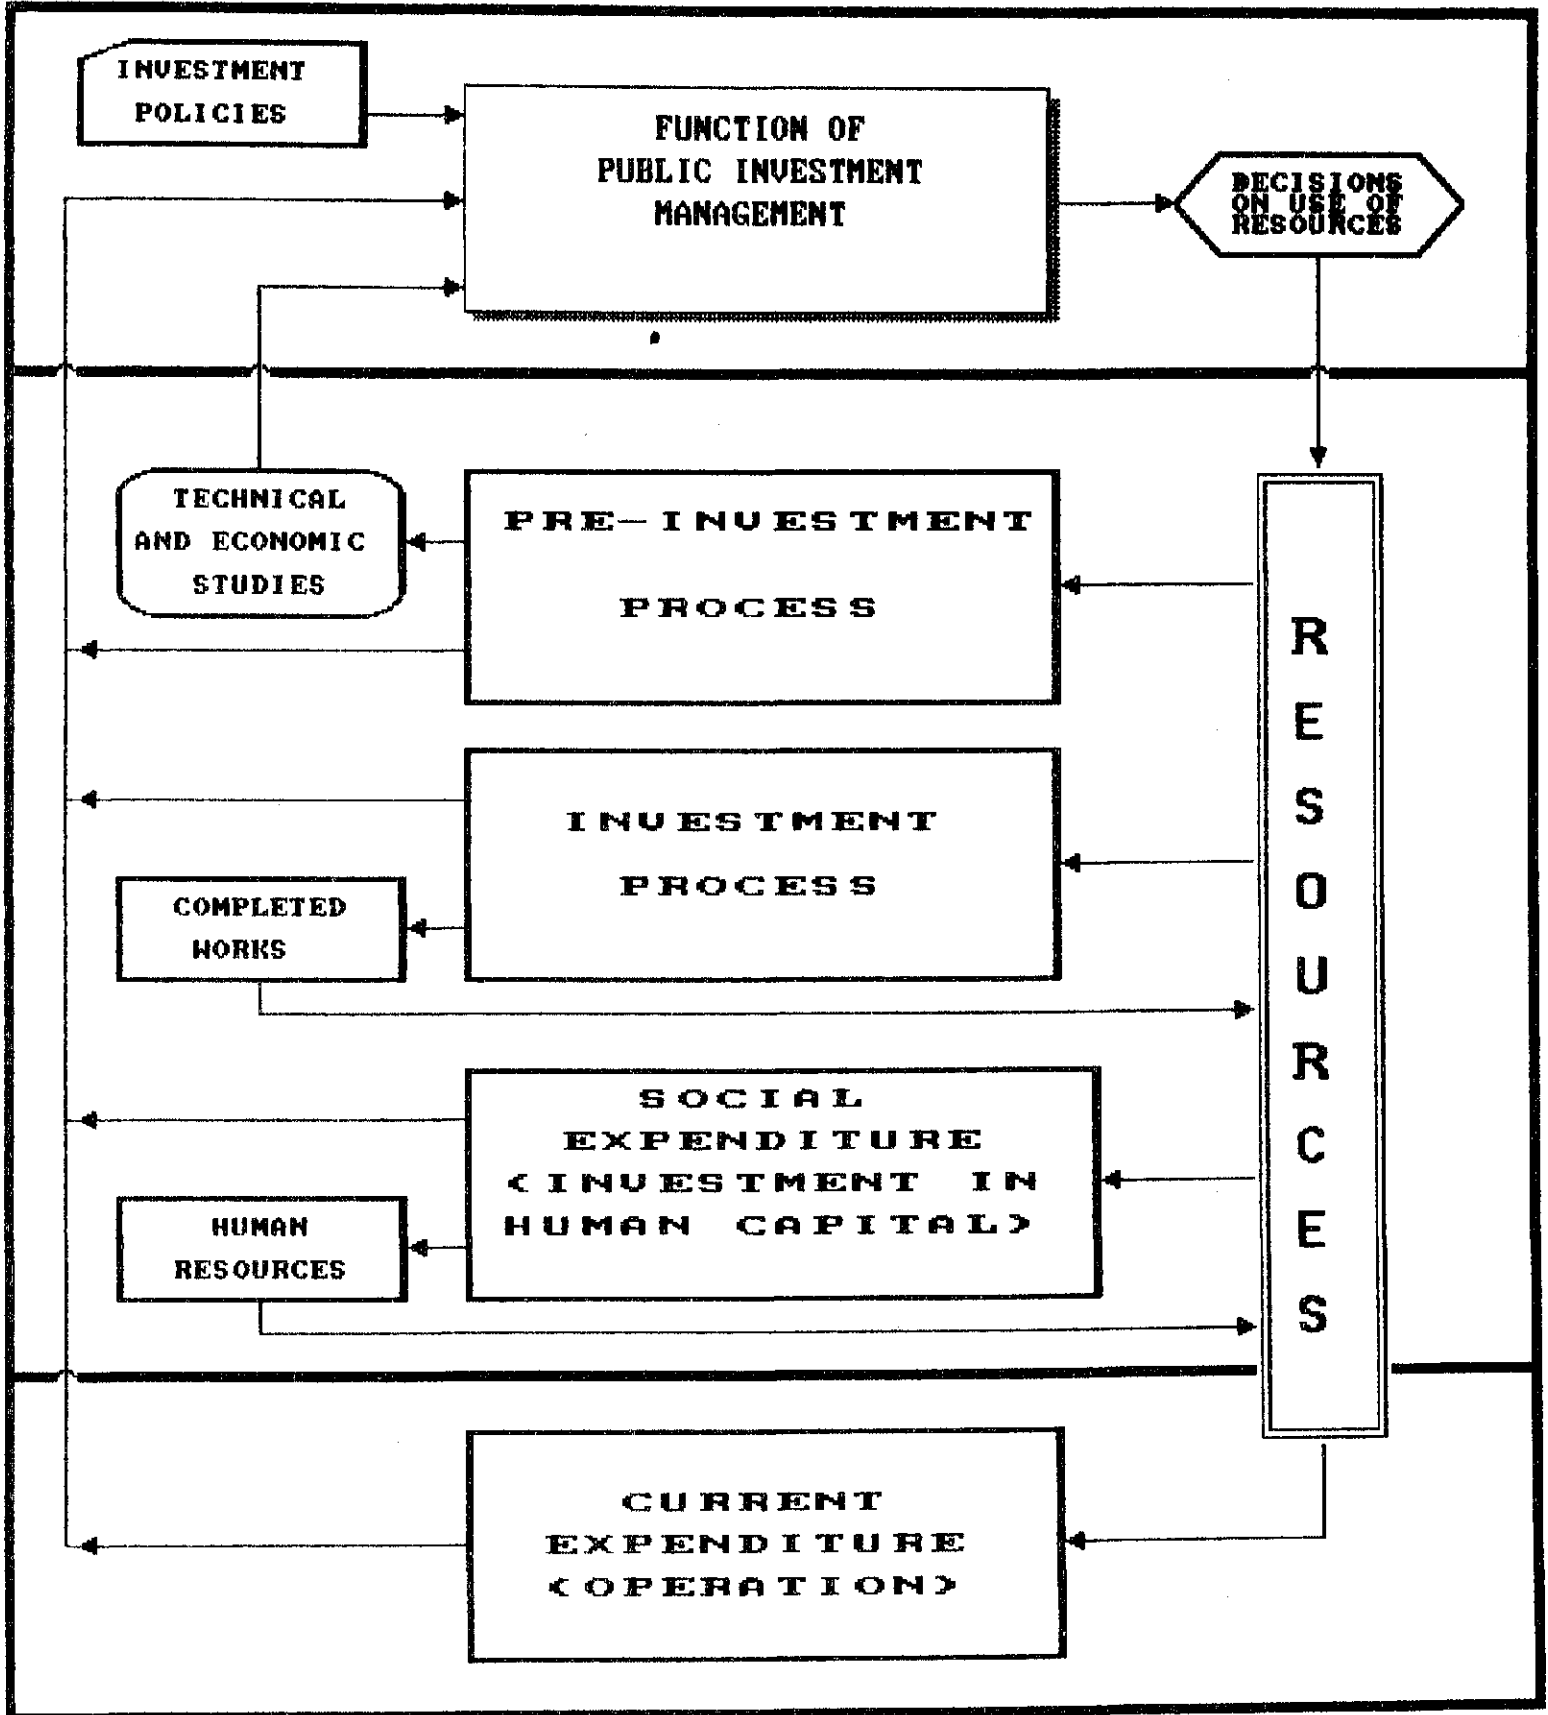 INVESTMENT
POLICIES
FUNCTION OF
PUBLIC INVESTMENT
MANAGEMENT
DECISIONS
ON USE OF
RESOURCES
TECHNICAL
AND ECONOMIC
STUDIES
PRE-INVESTMENT
PROCESS
RESOURCES
INVESTMENT
PROCESS
COMPLETED
WORKS
SOCIAL
EXPENDITURE
(INVESTMENT IN
HUMAN CAPITAL)
HUMAN
RESOURCES
CURRENT
EXPENDITURE
(OPERATION)